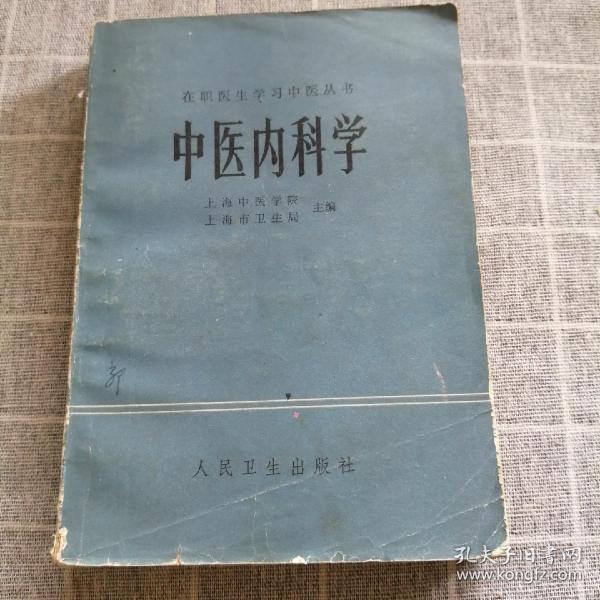 在职医生学习中医丛书
中医内科学
上海中医学院
上海市卫生局
主编
人民卫生出版社
孔夫子旧书网
www.kongfz.com